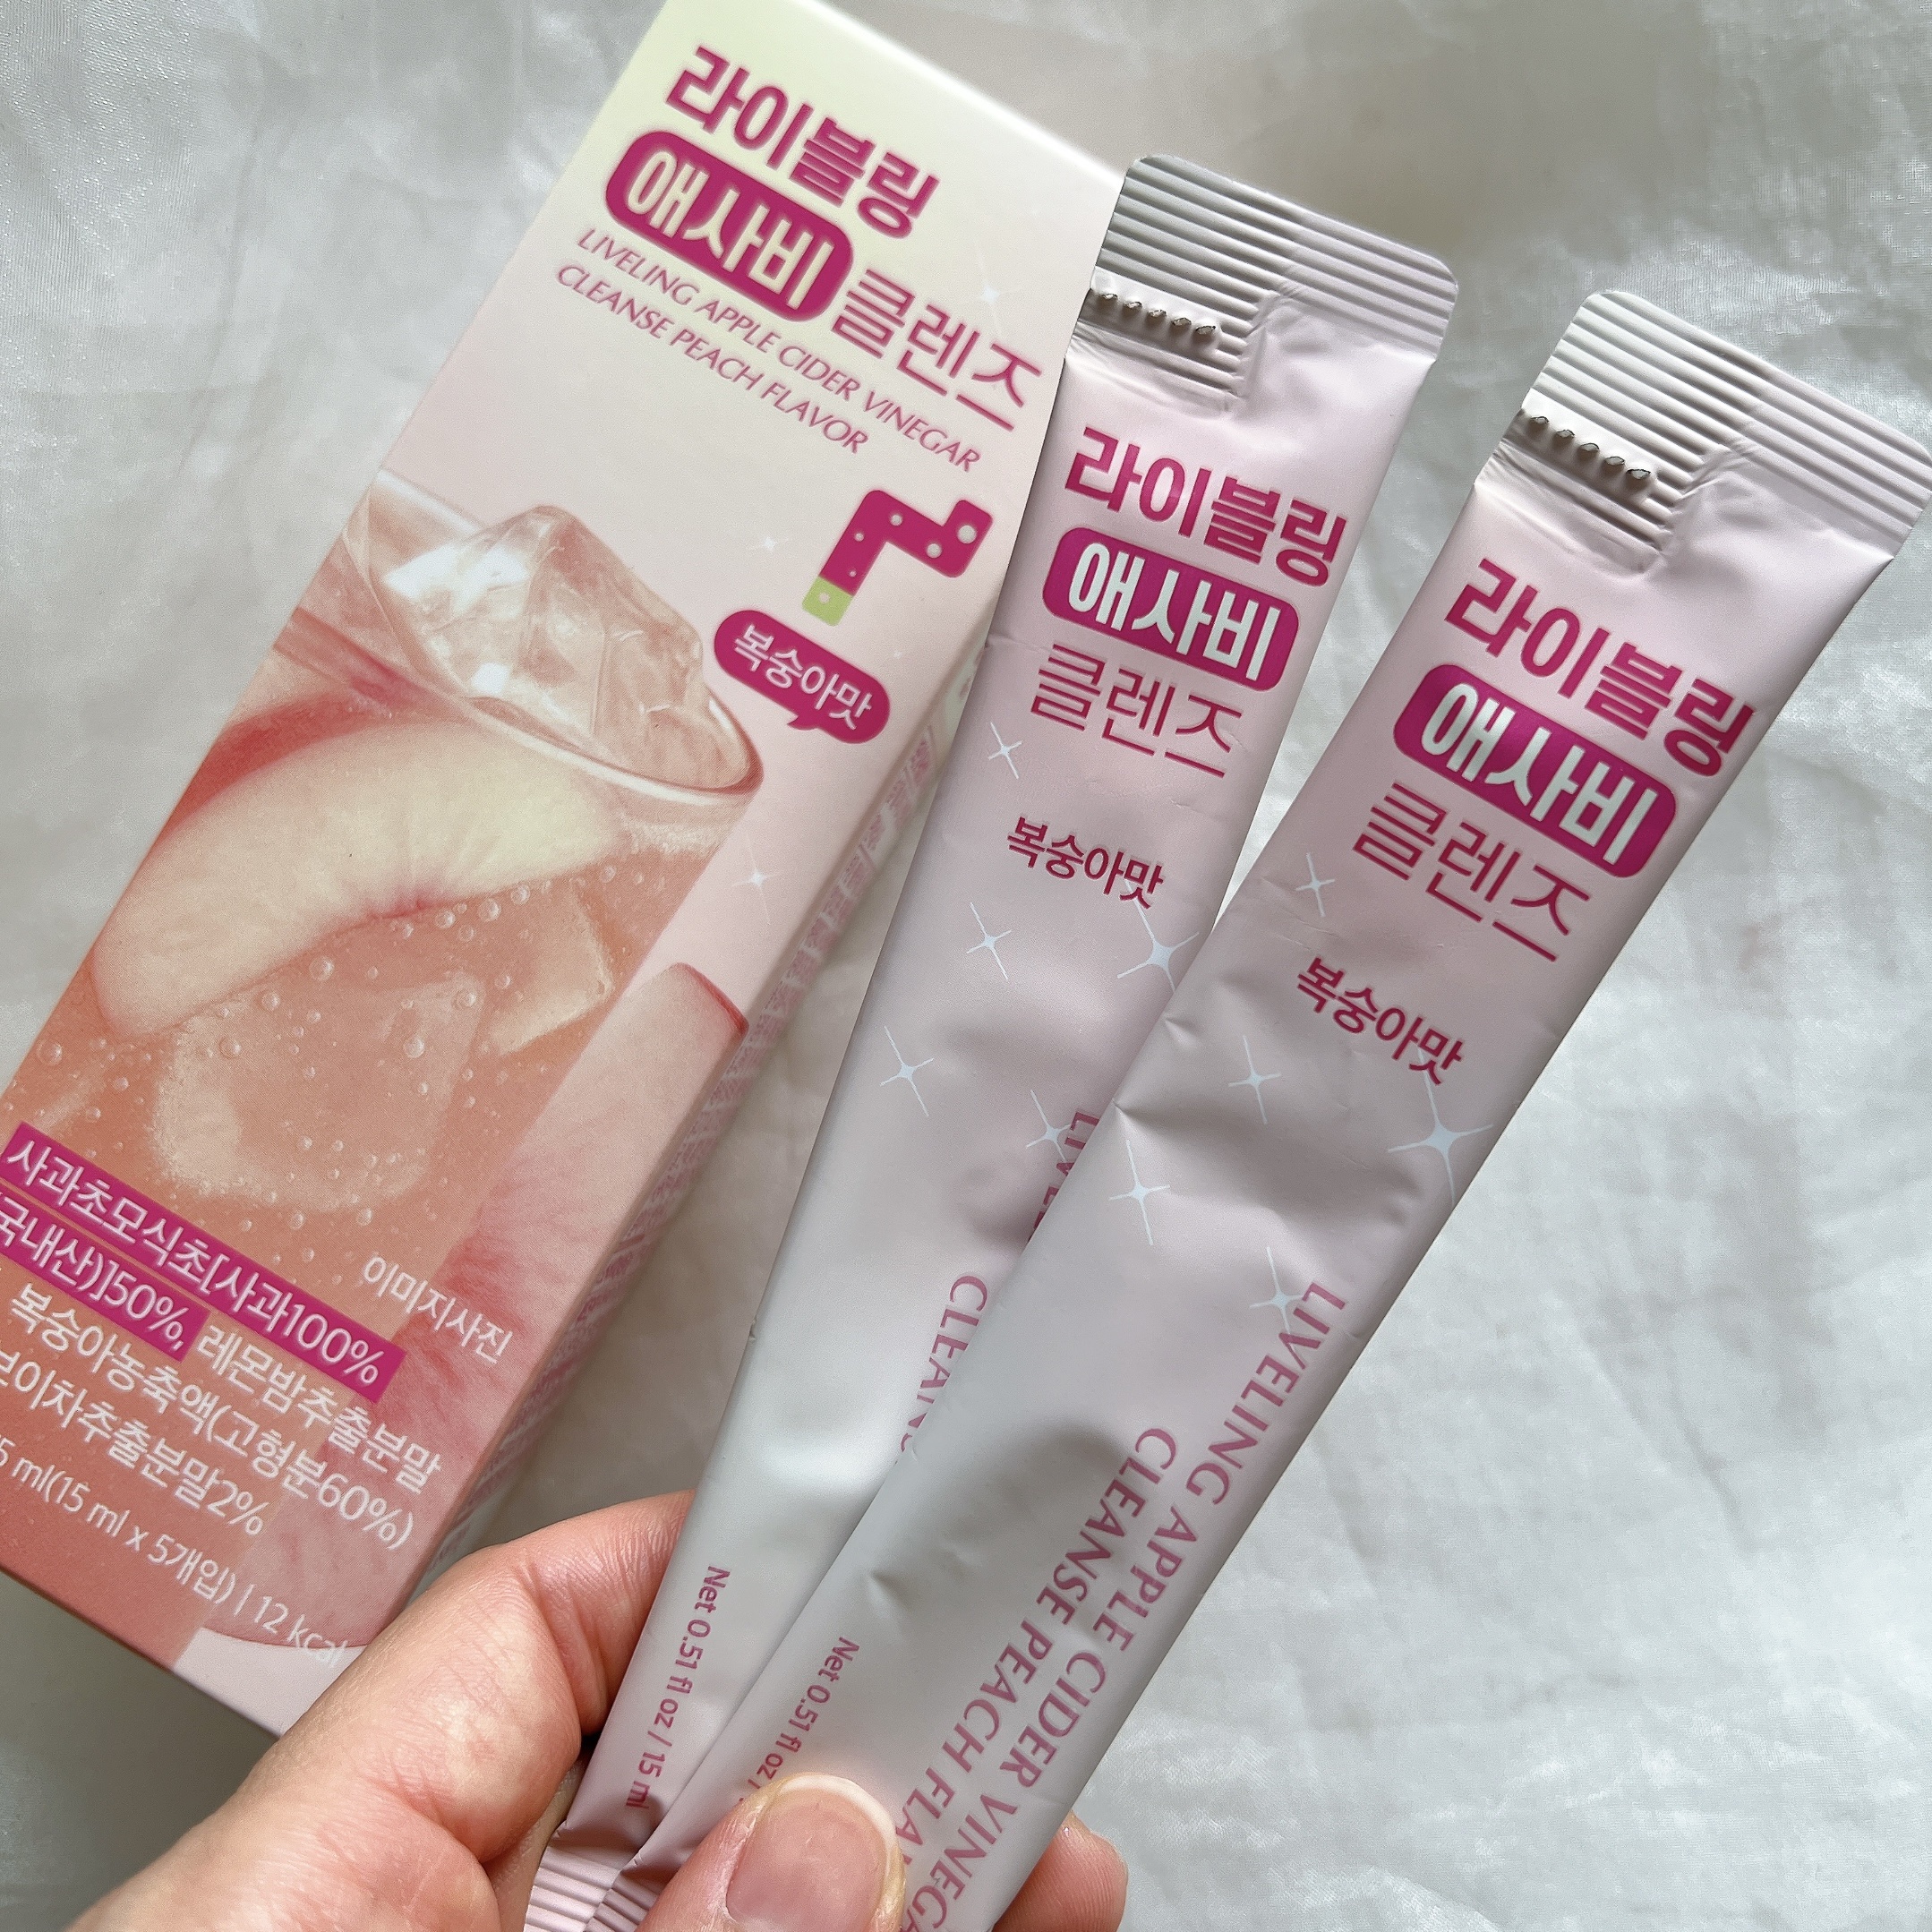 라이블링
애사비 클렌즈
LIVELING APPLE CIDER VINEGAR
CLEANSE PEACH FLAVOR
복숭아맛
이미지사진
사과초모식초[사과100%
국내산)]50%, 레몬밤추출분말
복숭아농축액(고형분60%)
보이차추출분말2%
5 ml(15 ml x 5개입) | 12 kcal
라이블링
애사비
클렌즈
복숭아맛
CLEANS
Net 0.51 fl oz / 15 ml
라이블링
애사비
클렌즈
복숭아맛
LIVELING APPLE CIDER VINEGA
CLEANSE PEACH FLA
Net 0.51 fl oz /